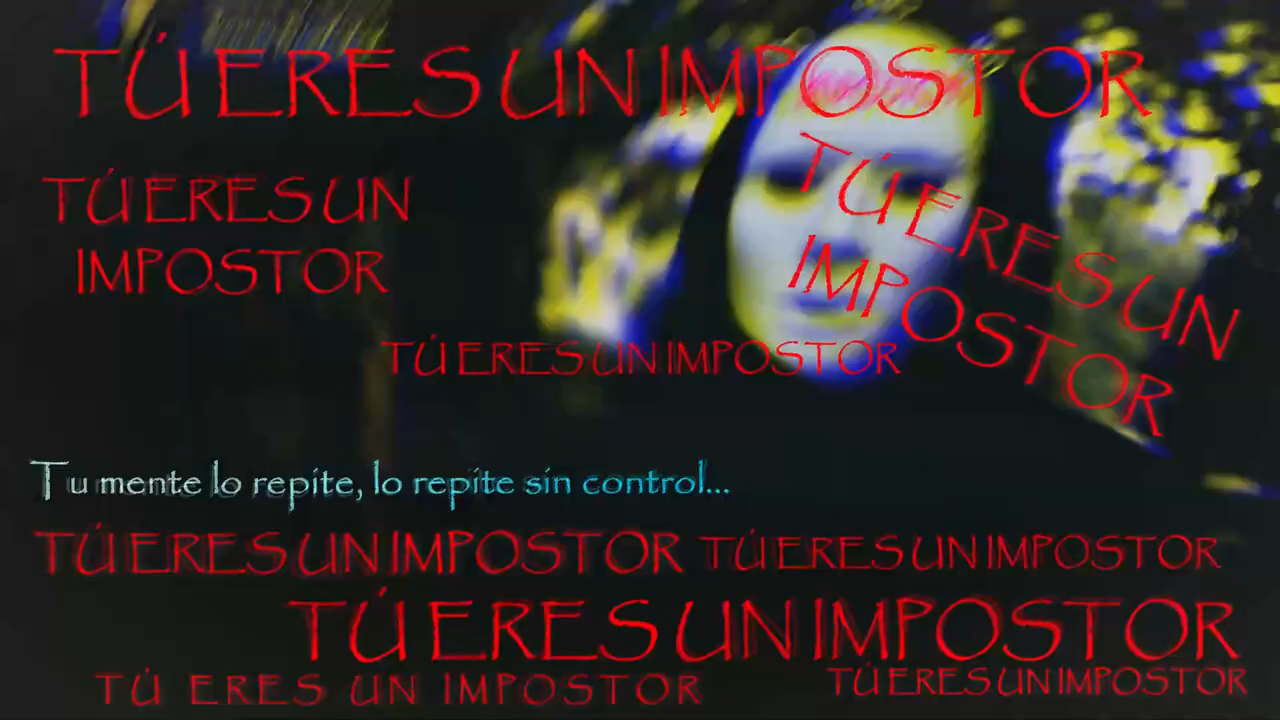 TÚ ERES UN IMPOSTOR
TÚ ERES UN
IMPOSTOR
TÚ ERES UN
IMPOSTOR
TÚ ERES UN IMPOSTOR
Tu mente lo repite, lo repite sin control...
TÚ ERES UN IMPOSTOR
TÚ ERES UN IMPOSTOR
TÚ ERES UN IMPOSTOR
TÚ ERES UN IMPOSTOR
TÚ ERES UN IMPOSTOR